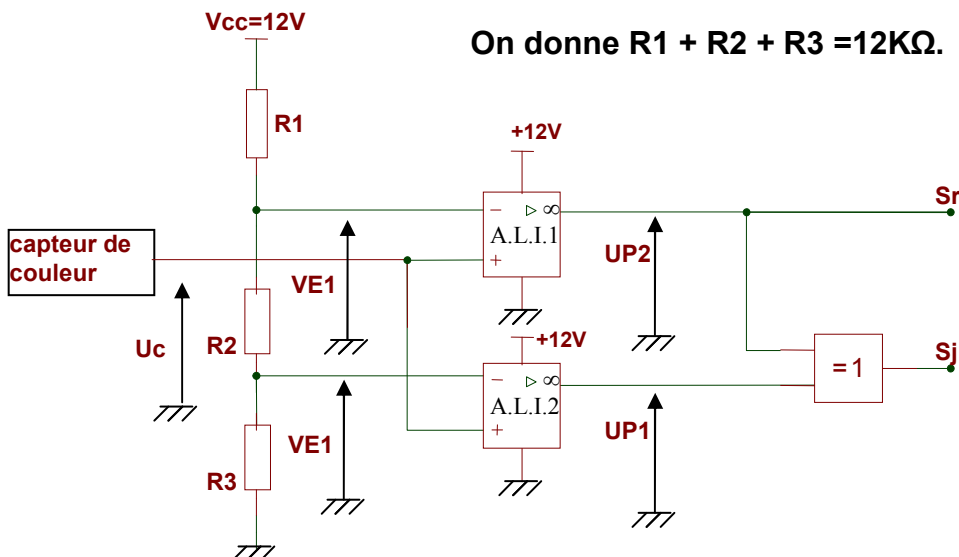 Vcc=12V
On donne R1 + R2 + R3 =12KΩ.
R1
+12V
Sr
− ▷ ∞
A.L.I.1
+
capteur de
couleur
VE1
UP2
Uc
R2
+12V
Sj
− ▷ ∞
A.L.I.2
+
=1
VE1
UP1
R3